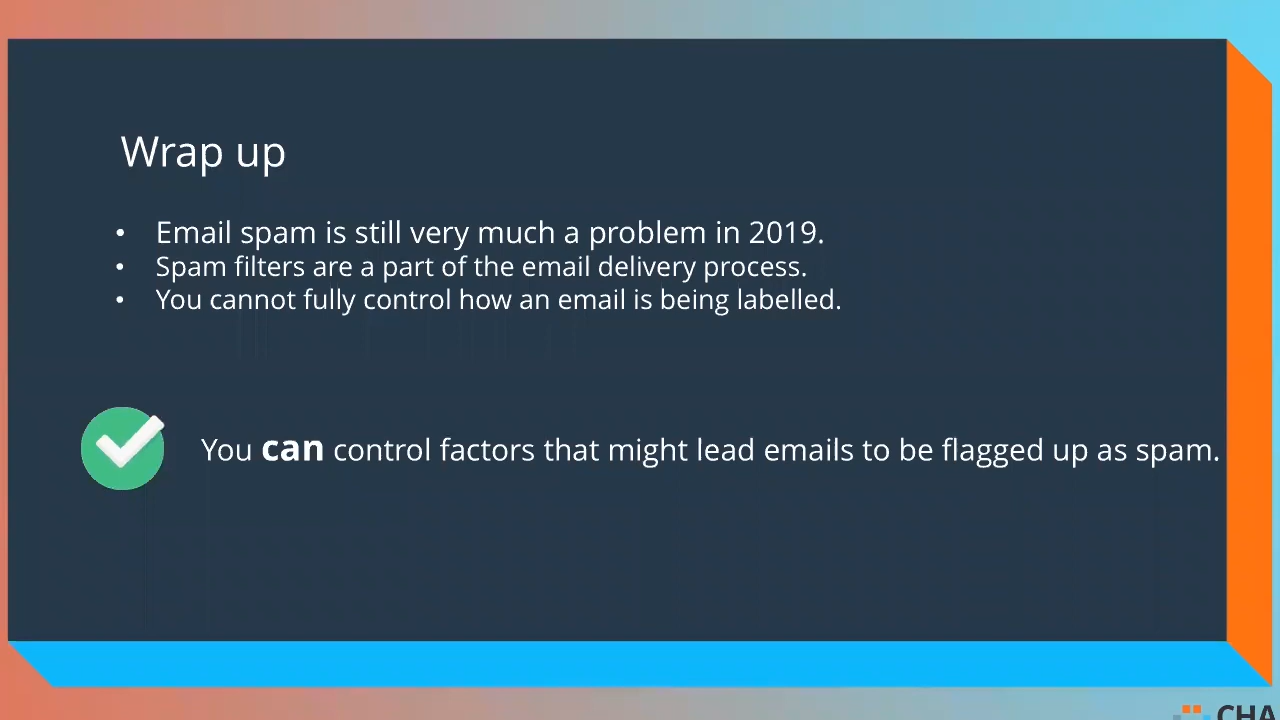 Wrap up
• Email spam is still very much a problem in 2019.
• Spam filters are a part of the email delivery process.
• You cannot fully control how an email is being labelled.
You can control factors that might lead emails to be flagged up as spam.
CHA